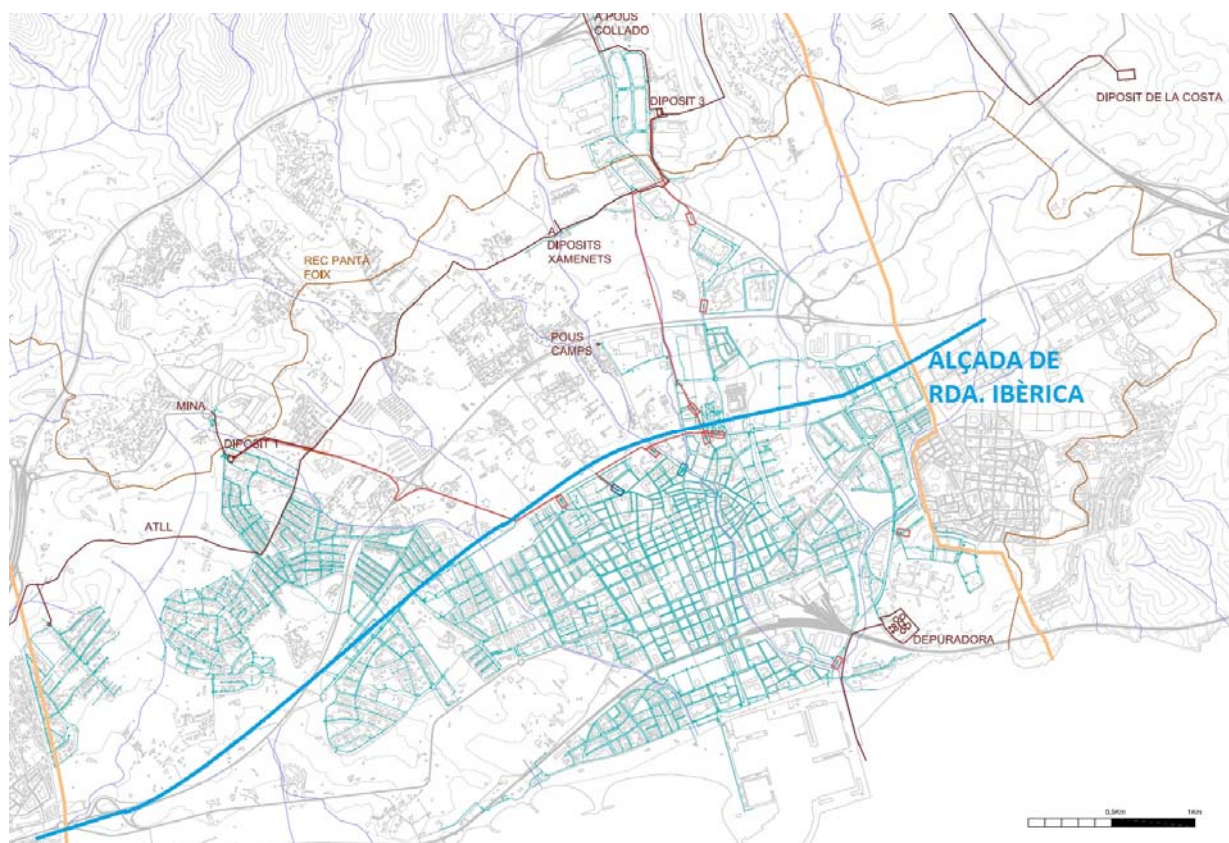 A POUS
COLLADO
DIPOSIT 3
DIPOSIT DE LA COSTA
A
DIPOSITS
XAMENETS
REC PANTÀ
FOIX
POUS
CAMPS
ALÇADA DE
RDA. IBÈRICA
MINA
DIPOSIT 1
ATLL
DEPURADORA
0,5Km
1Km